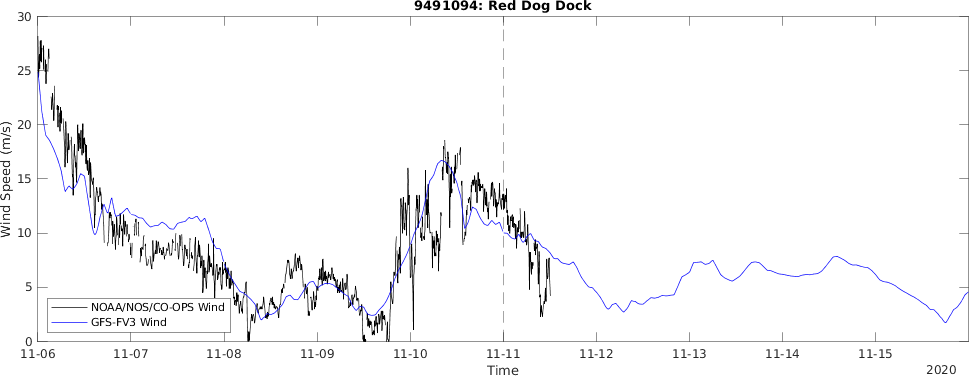 9491094: Red Dog Dock
30
25
20
15
10
5
0
Wind Speed (m/s)
NOAA/NOS/CO-OPS Wind
GFS-FV3 Wind
11-06 11-07 11-08 11-09 11-10 11-11 11-12 11-13 11-14 11-15
Time
2020